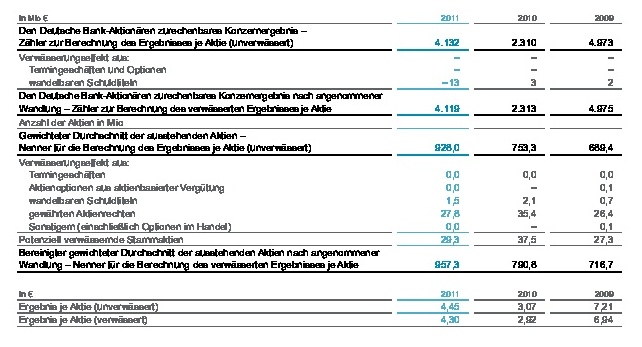 In Mio € 2011 2010 2009
Den Deutsche Bank-Aktionären zurechenbares Konzernergebnis –
Zähler zur Berechnung des Ergebnisses je Aktie (unverwässert) 4.132 2.310 4.973
Verwässerungseffekt aus:
Termingeschäften und Optionen – – –
wandelbaren Schuldtiteln –13 3 2
Den Deutsche Bank-Aktionären zurechenbares Konzernergebnis nach angenommener
Wandlung – Zähler zur Berechnung des verwässerten Ergebnisses je Aktie 4.119 2.313 4.975
Anzahl der Aktien in Mio
Gewichteter Durchschnitt der ausstehenden Aktien –
Nenner für die Berechnung des Ergebnisses je Aktie (unverwässert) 928,0 753,3 689,4
Verwässerungseffekt aus:
Termingeschäften 0,0 0,0 0,0
Aktienoptionen aus aktienbasierter Vergütung 0,0 – 0,1
wandelbaren Schuldtiteln 1,5 2,1 0,7
gewährten Aktienrechten 27,8 35,4 26,4
Sonstigem (einschließlich Optionen im Handel) 0,0 – 0,1
Potenziell verwässernde Stammaktien 29,3 37,5 27,3
Bereinigter gewichteter Durchschnitt der ausstehenden Aktien nach angenommener
Wandlung – Nenner für die Berechnung des verwässerten Ergebnisses je Aktie 957,3 790,8 716,7
In € 2011 2010 2009
Ergebnis je Aktie (unverwässert) 4,45 3,07 7,21
Ergebnis je Aktie (verwässert) 4,30 2,92 6,94